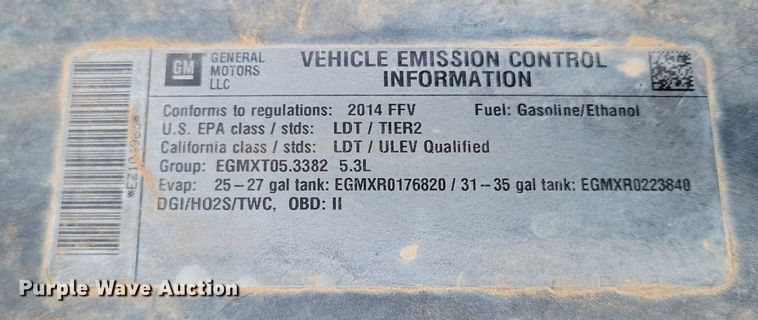 GM
GENERAL
MOTORS
LLC
VEHICLE EMISSION CONTROL
INFORMATION
Conforms to regulations: 2014 FFV Fuel: Gasoline/Ethanol
U.S. EPA class / stds: LDT / TIER2
California class / stds: LDT / ULEV Qualified
Group: EGMXT05.3382 5.3L
Evap: 25-27 gal tank: EGMXR0176820 / 31-35 gal tank: EGMXR0223840
DGI/HO2S/TWC, OBD: II
Purple Wave Auction